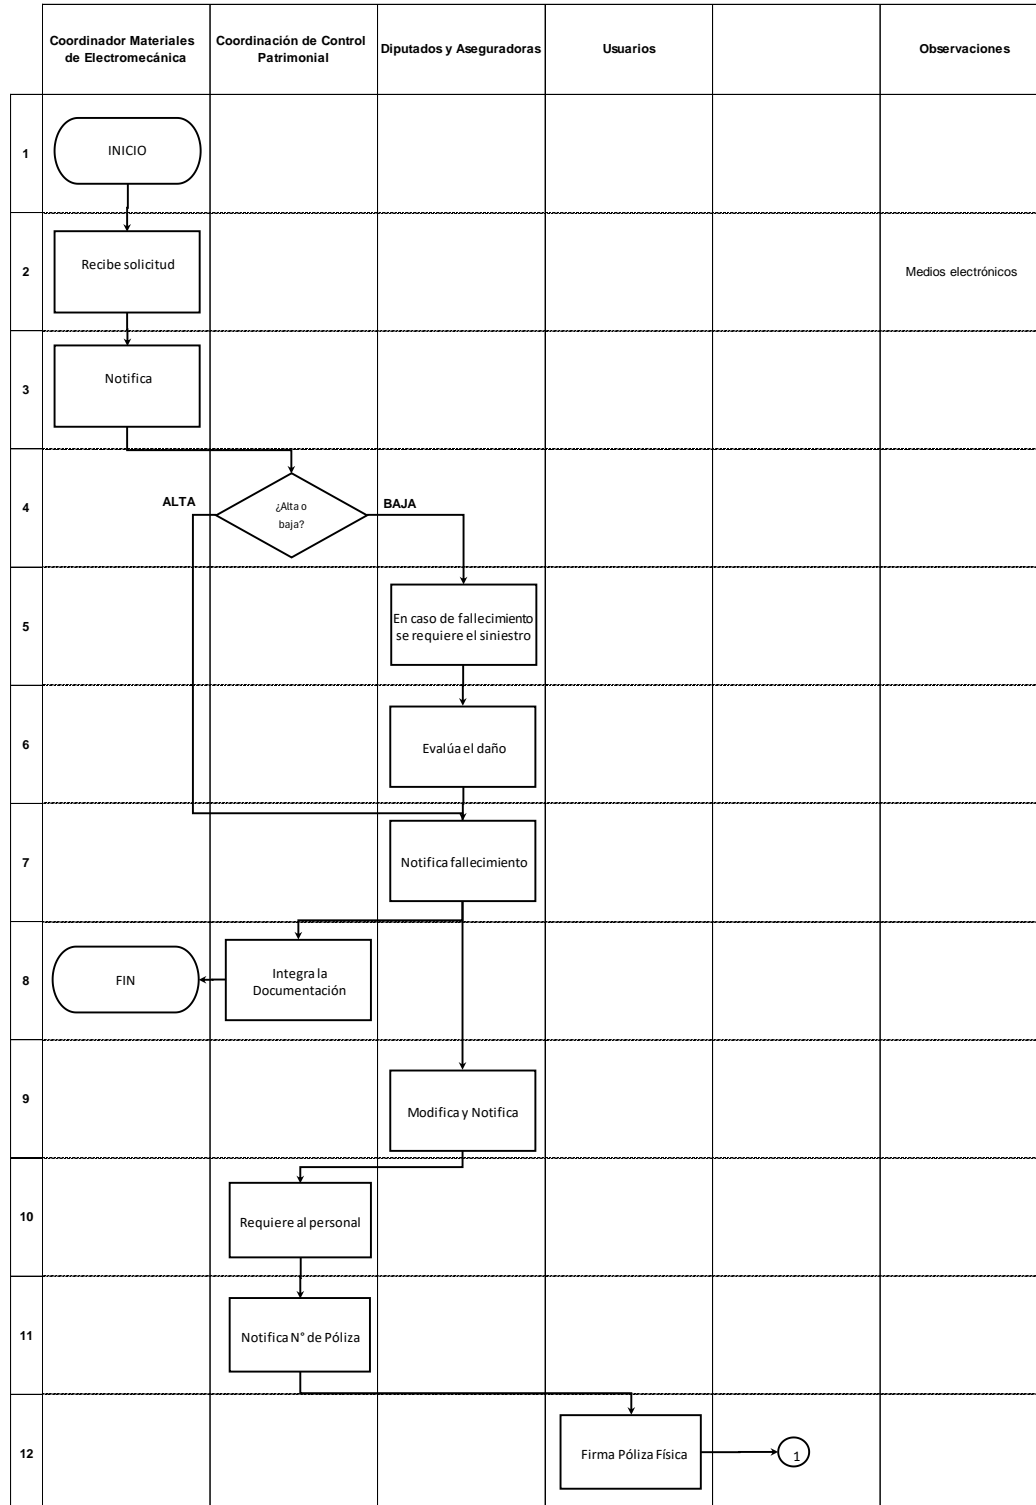 Coordinador Materiales
de Electromecánica
Coordinación de Control
Patrimonial
Diputados y Aseguradoras
Usuarios
Observaciones
1
INICIO
2
Recibe solicitud
Medios electrónicos
3
Notifica
4
ALTA
¿Alta o
baja?
BAJA
5
En caso de fallecimiento
se requiere el siniestro
6
Evalúa el daño
7
Notifica fallecimiento
8
FIN
Integra la
Documentación
9
Modifica y Notifica
10
Requiere al personal
11
Notifica N° de Póliza
12
Firma Póliza Física
1